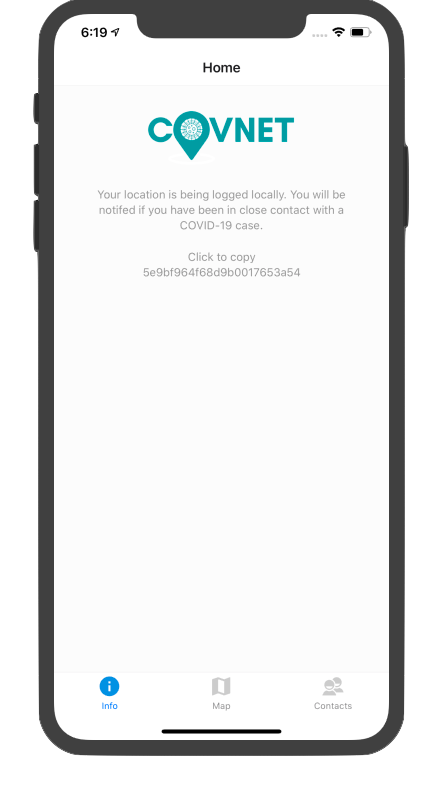 6:19
Home
COVNET
Your location is being logged locally. You will be
notifed if you have been in close contact with a
COVID-19 case.
Click to copy
5e9bf964f68d9b0017653a54
Info Map Contacts